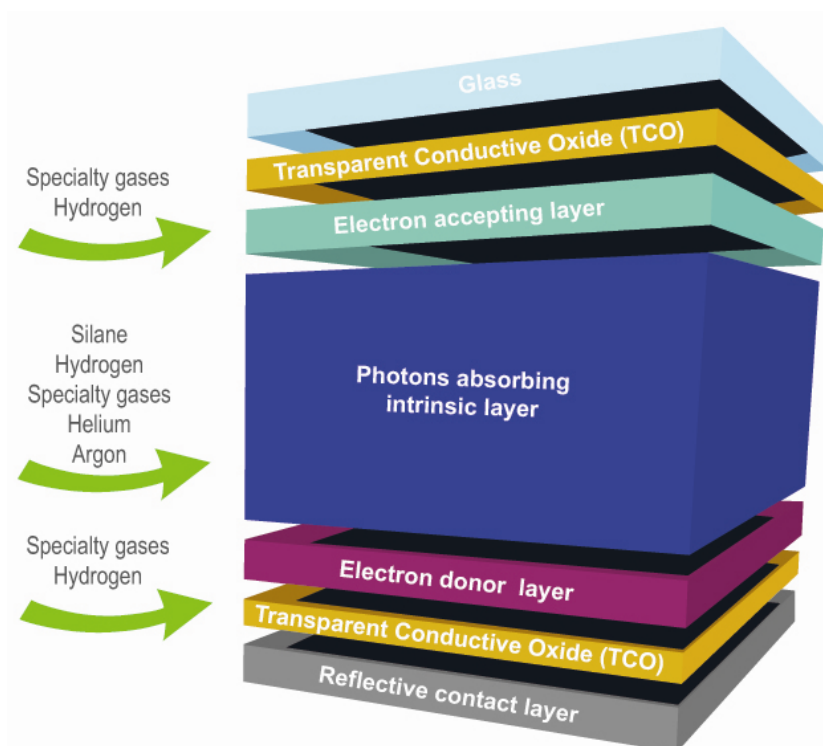 Glass
Transparent Conductive Oxide (TCO)
Specialty gases
Hydrogen
Electron accepting layer
Silane
Hydrogen
Specialty gases
Helium
Argon
Photons absorbing
intrinsic layer
Specialty gases
Hydrogen
Electron donor layer
Transparent Conductive Oxide (TCO)
Reflective contact layer